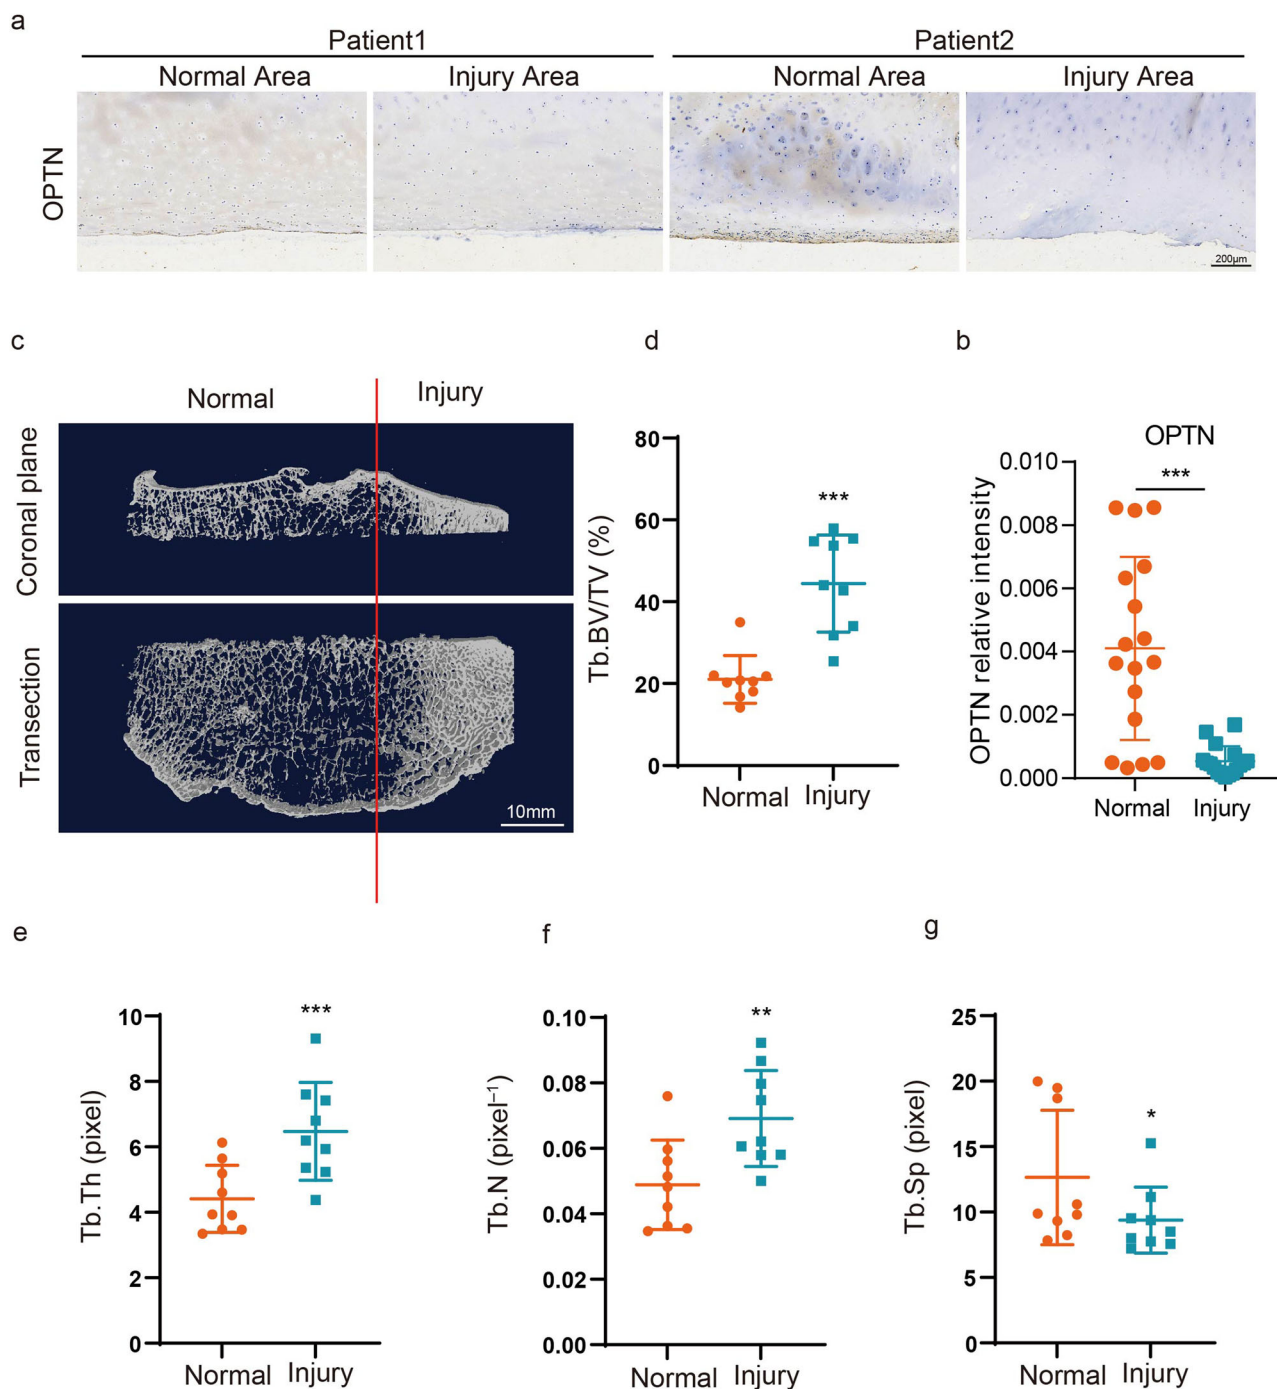 a
Patient1
Patient2
Normal Area
Injury Area
Normal Area
Injury Area
OPTN
200μm
c
Normal
Injury
Coronal plane
Transection
10mm
d
Tb.BV/TV (%)
80
60
40
20
0
***
Normal
Injury
b
OPTN
***
OPTN relative intensity
0.010
0.008
0.006
0.004
0.002
0.000
Normal
Injury
e
Tb.Th (pixel)
10
8
6
4
2
0
***
Normal
Injury
f
Tb.N (pixel⁻¹)
0.10
0.08
0.06
0.04
0.02
0.00
**
Normal
Injury
g
Tb.Sp (pixel)
25
20
15
10
5
0
*
Normal
Injury